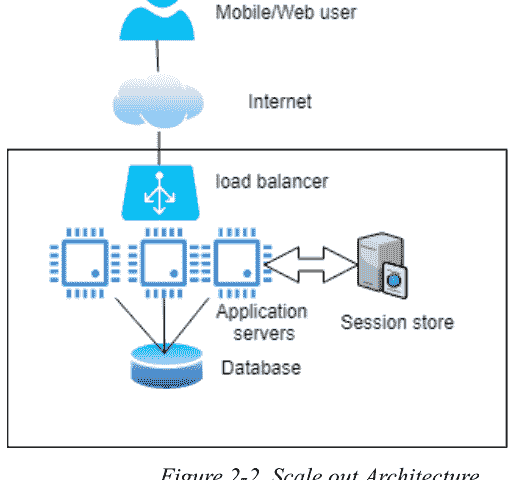 Mobile/Web user
Internet
load balancer
Application
servers
Session store
Database
Figure 2-2. Scale out Architecture